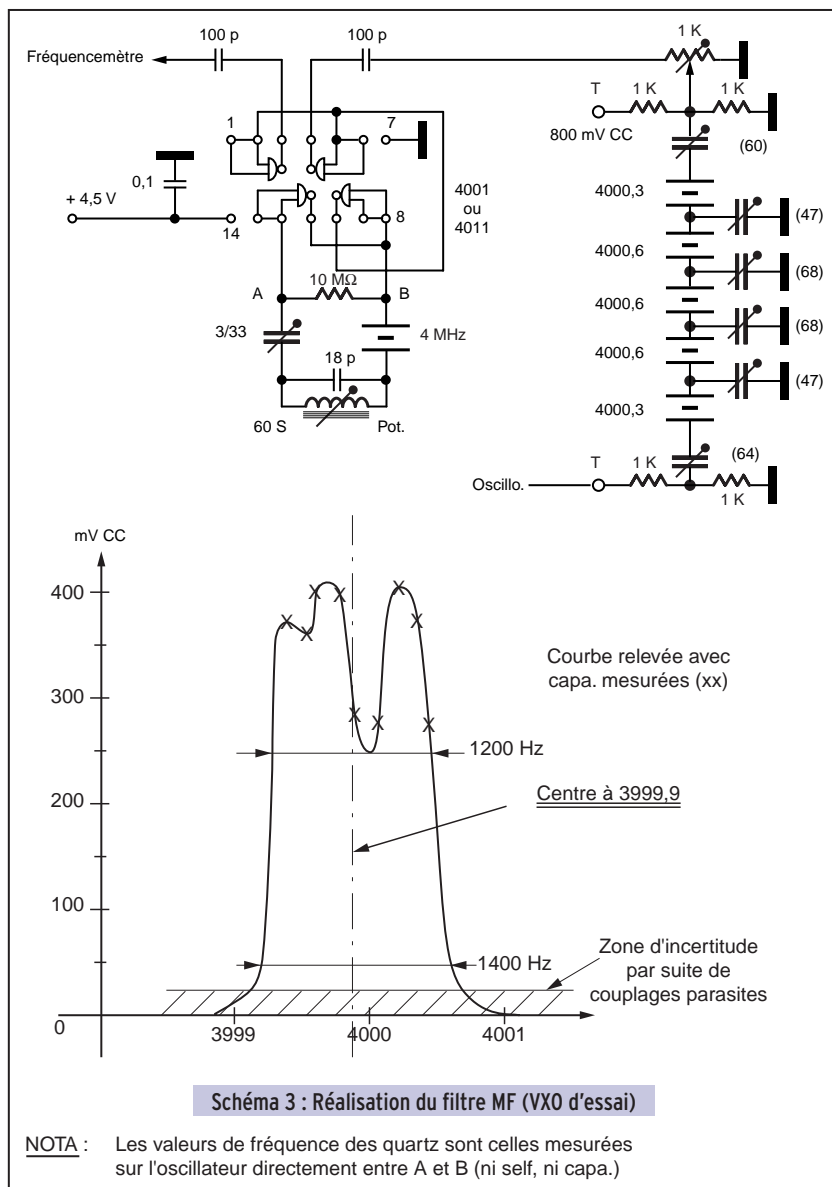 100 p
100 p
1 K
Fréquencemètre
T
1 K
1 K
1
7
800 mV CC
(60)
0,1
4001
ou
4011
4000,3
+ 4,5 V
(47)
14
8
4000,6
(68)
10 MΩ
A
B
4000,6
(68)
3/33
4 MHz
4000,6
18 p
(47)
4000,3
60 S
Pot.
(64)
T
1 K
Oscillo.
1 K
mV CC
400
Courbe relevée avec
capa. mesurées (xx)
300
1200 Hz
Centre à 3999,9
200
100
Zone d'incertitude
par suite de
couplages parasites
1400 Hz
0
3999
4000
4001
Schéma 3 : Réalisation du filtre MF (VXO d'essai)
NOTA : Les valeurs de fréquence des quartz sont celles mesurées
sur l'oscillateur directement entre A et B (ni self, ni capa.)